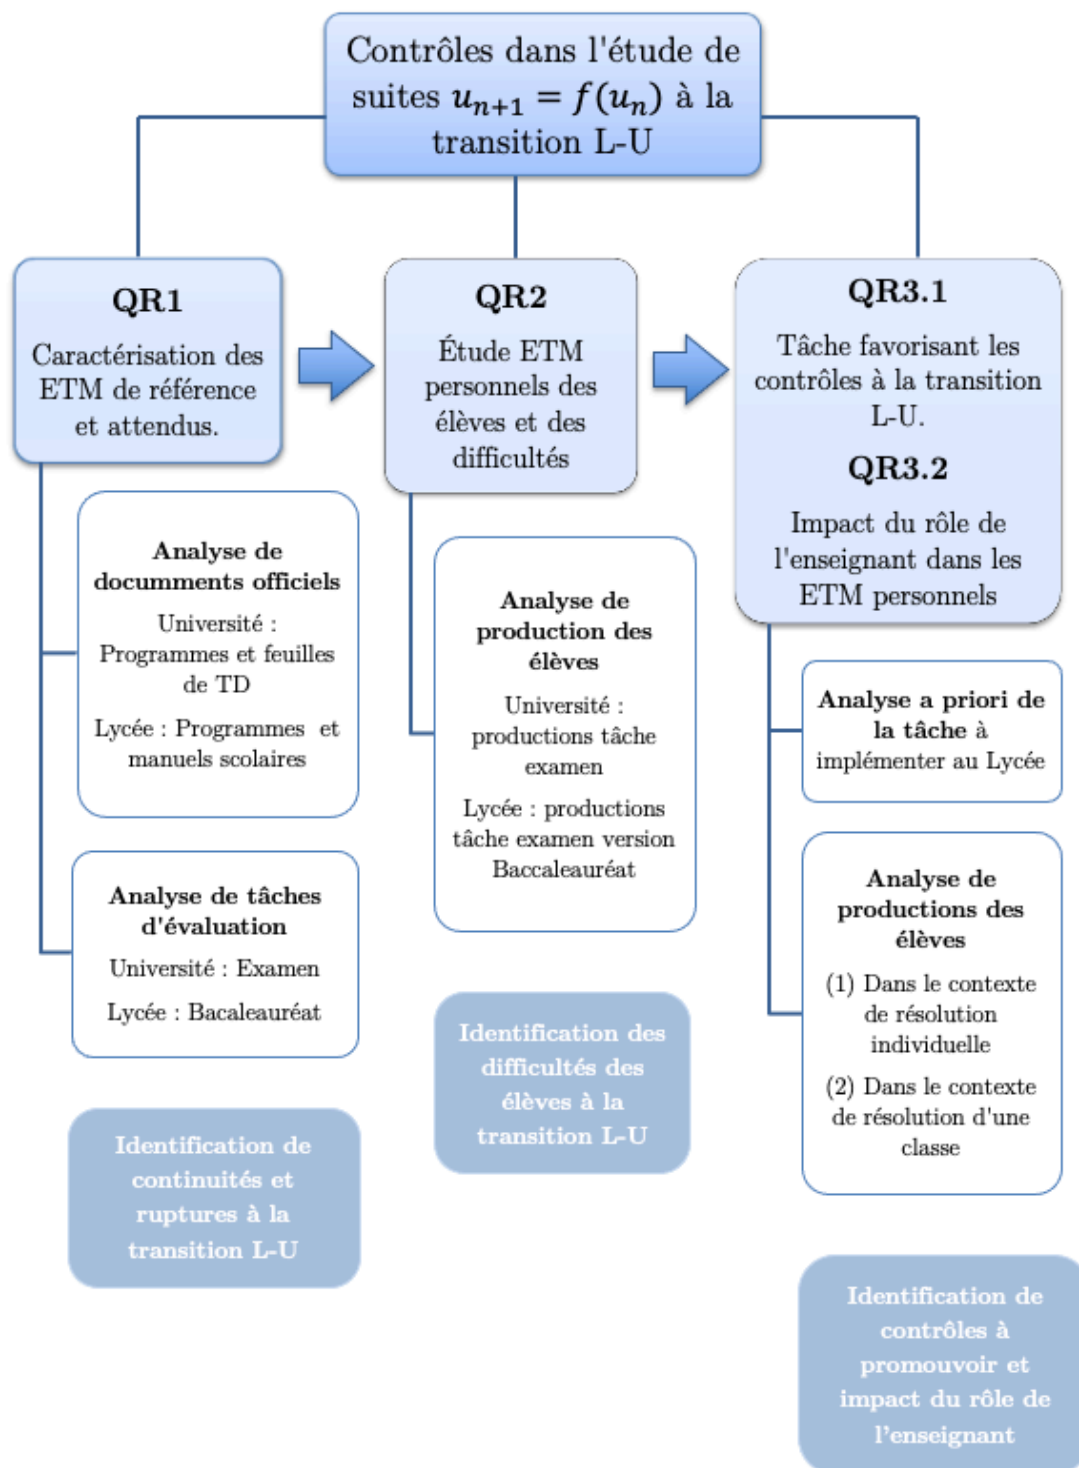 Contrôles dans l'étude de
suites uₙ₊₁ = f(uₙ) à la
transition L-U
QR1
Caractérisation des
ETM de référence
et attendus.
Analyse de
documments officiels
Université :
Programmes et feuilles
de TD
Lycée : Programmes et
manuels scolaires
Analyse de tâches
d'évaluation
Université : Examen
Lycée : Bacaleauréat
Identification de
continuités et
ruptures à la
transition L-U
QR2
Étude ETM
personnels des
élèves et des
difficultés
Analyse de
production des
élèves
Université :
productions tâche
examen
Lycée : productions
tâche examen version
Baccaleauréat
Identification des
difficultés des
élèves à la
transition L-U
QR3.1
Tâche favorisant les
contrôles à la transition
L-U.
QR3.2
Impact du rôle de
l'enseignant dans les
ETM personnels
Analyse a priori de
la tâche à
implémenter au Lycée
Analyse de
productions des
élèves
(1) Dans le contexte
de résolution
individuelle
(2) Dans le contexte
de résolution d'une
classe
Identification de
contrôles à
promouvoir et
impact du rôle de
l'enseignant